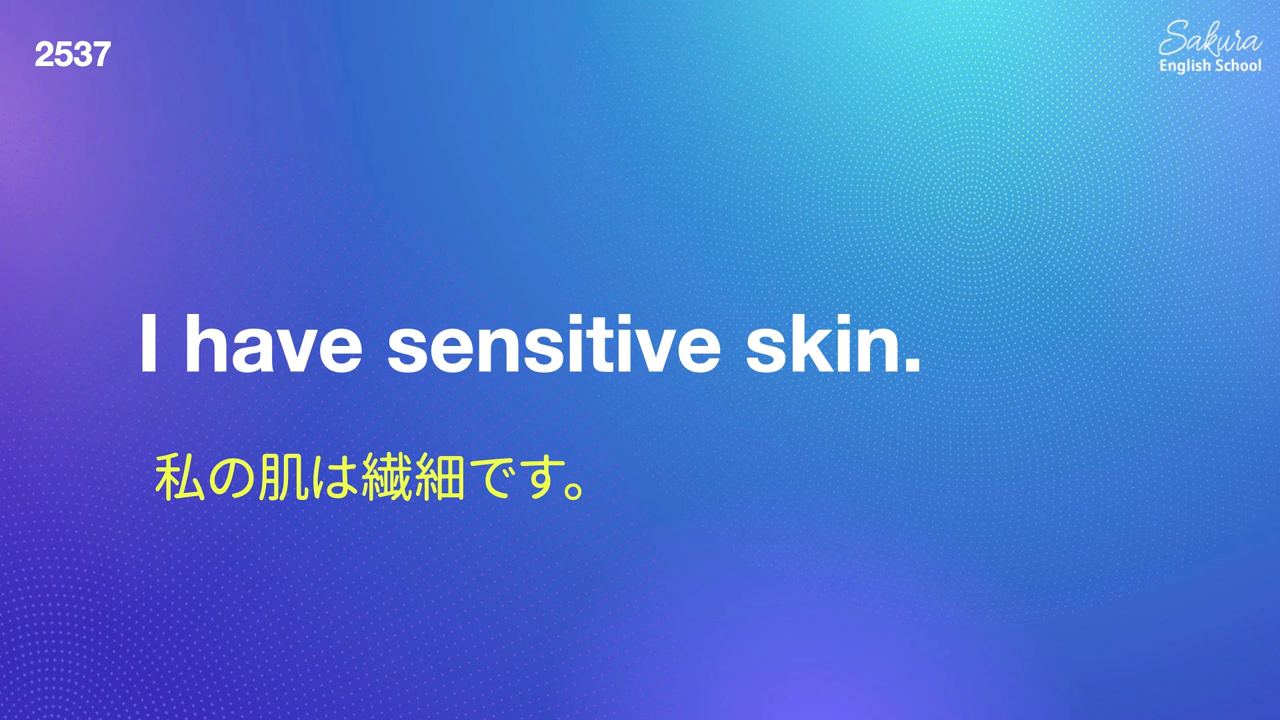 2537
Sakura
English School
I have sensitive skin.
私の肌は繊細です。